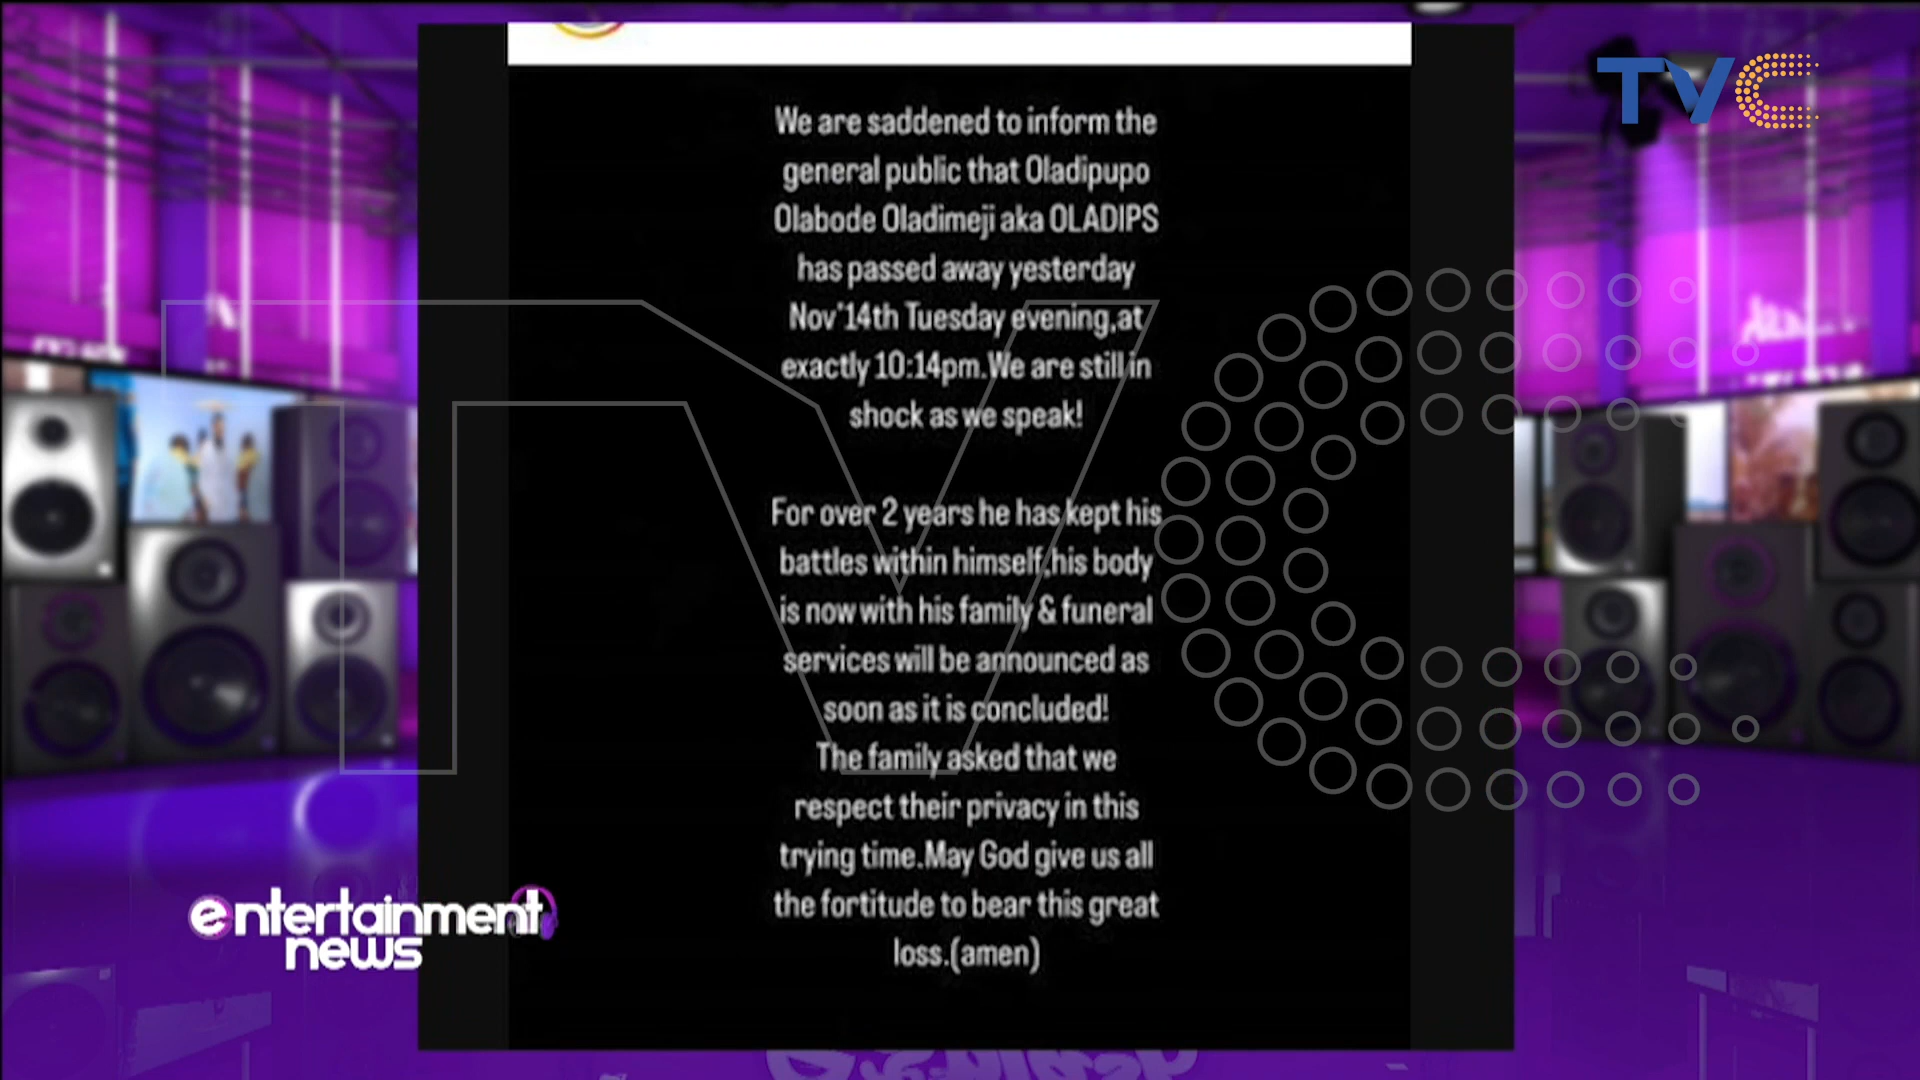 TVC
We are saddened to inform the
general public that Oladipupo
Olabode Oladimeji aka OLADIPS
has passed away yesterday
Nov'14th Tuesday evening,at
exactly 10:14pm.We are still in
shock as we speak!
For over 2 years he has kept his
battles within himself,his body
is now with his family & funeral
services will be announced as
soon as it is concluded!
The family asked that we
respect their privacy in this
trying time.May God give us all
the fortitude to bear this great
loss.(amen)
TVC
entertainment
news